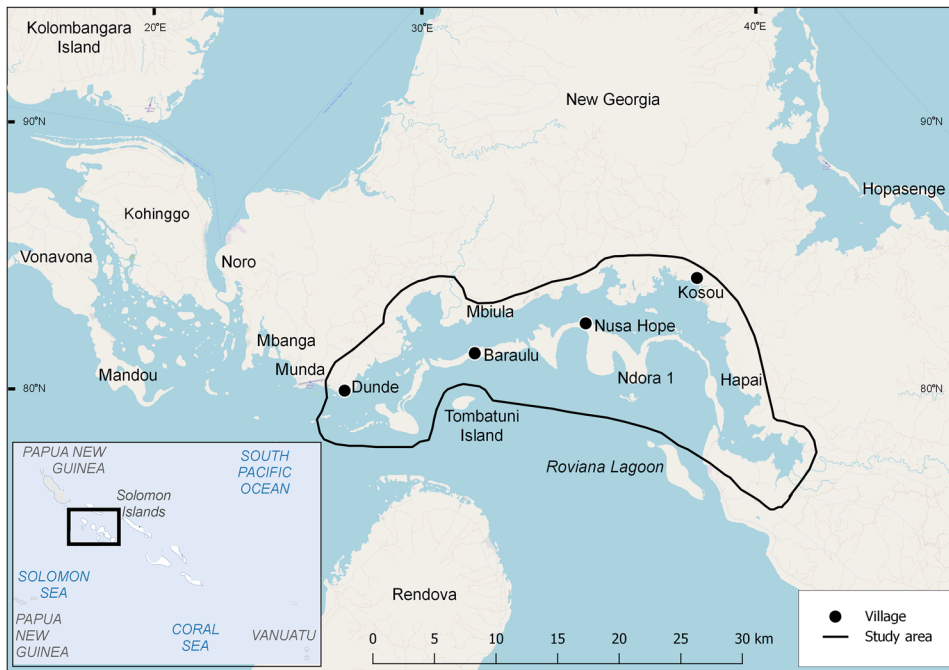 Kolombangara
Island
20°E
30°E
40°E
New Georgia
90°N
90°N
Hopasenge
Kohinggo
Vonavona
Noro
Kosou
Mbiula
Nusa Hope
Mbanga
Baraulu
Munda
Mandou
Dunde
Ndora 1
Hapai
80°N
80°N
Tombatuni
Island
Roviana Lagoon
PAPUA NEW
GUINEA
SOUTH
PACIFIC
OCEAN
Solomon
Islands
SOLOMON
SEA
PAPUA
NEW
GUINEA
CORAL
SEA
VANUATU
Rendova
Village
Study area
0 5 10 15 20 25 30 km